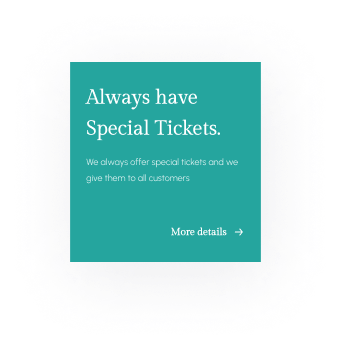 Always have
Special Tickets.
We always offer special tickets and we
give them to all customers
More details →